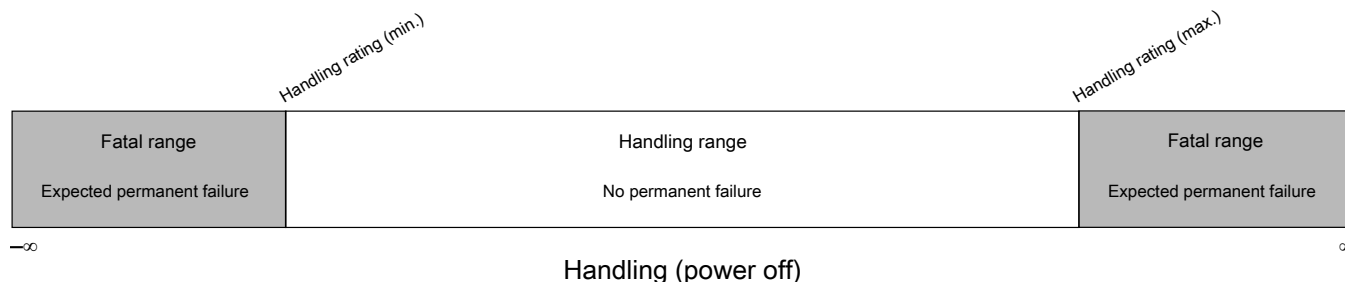 Handling rating (min.)
Handling rating (max.)
Fatal range
Handling range
Fatal range
Expected permanent failure
No permanent failure
Expected permanent failure
–∞
∞
Handling (power off)